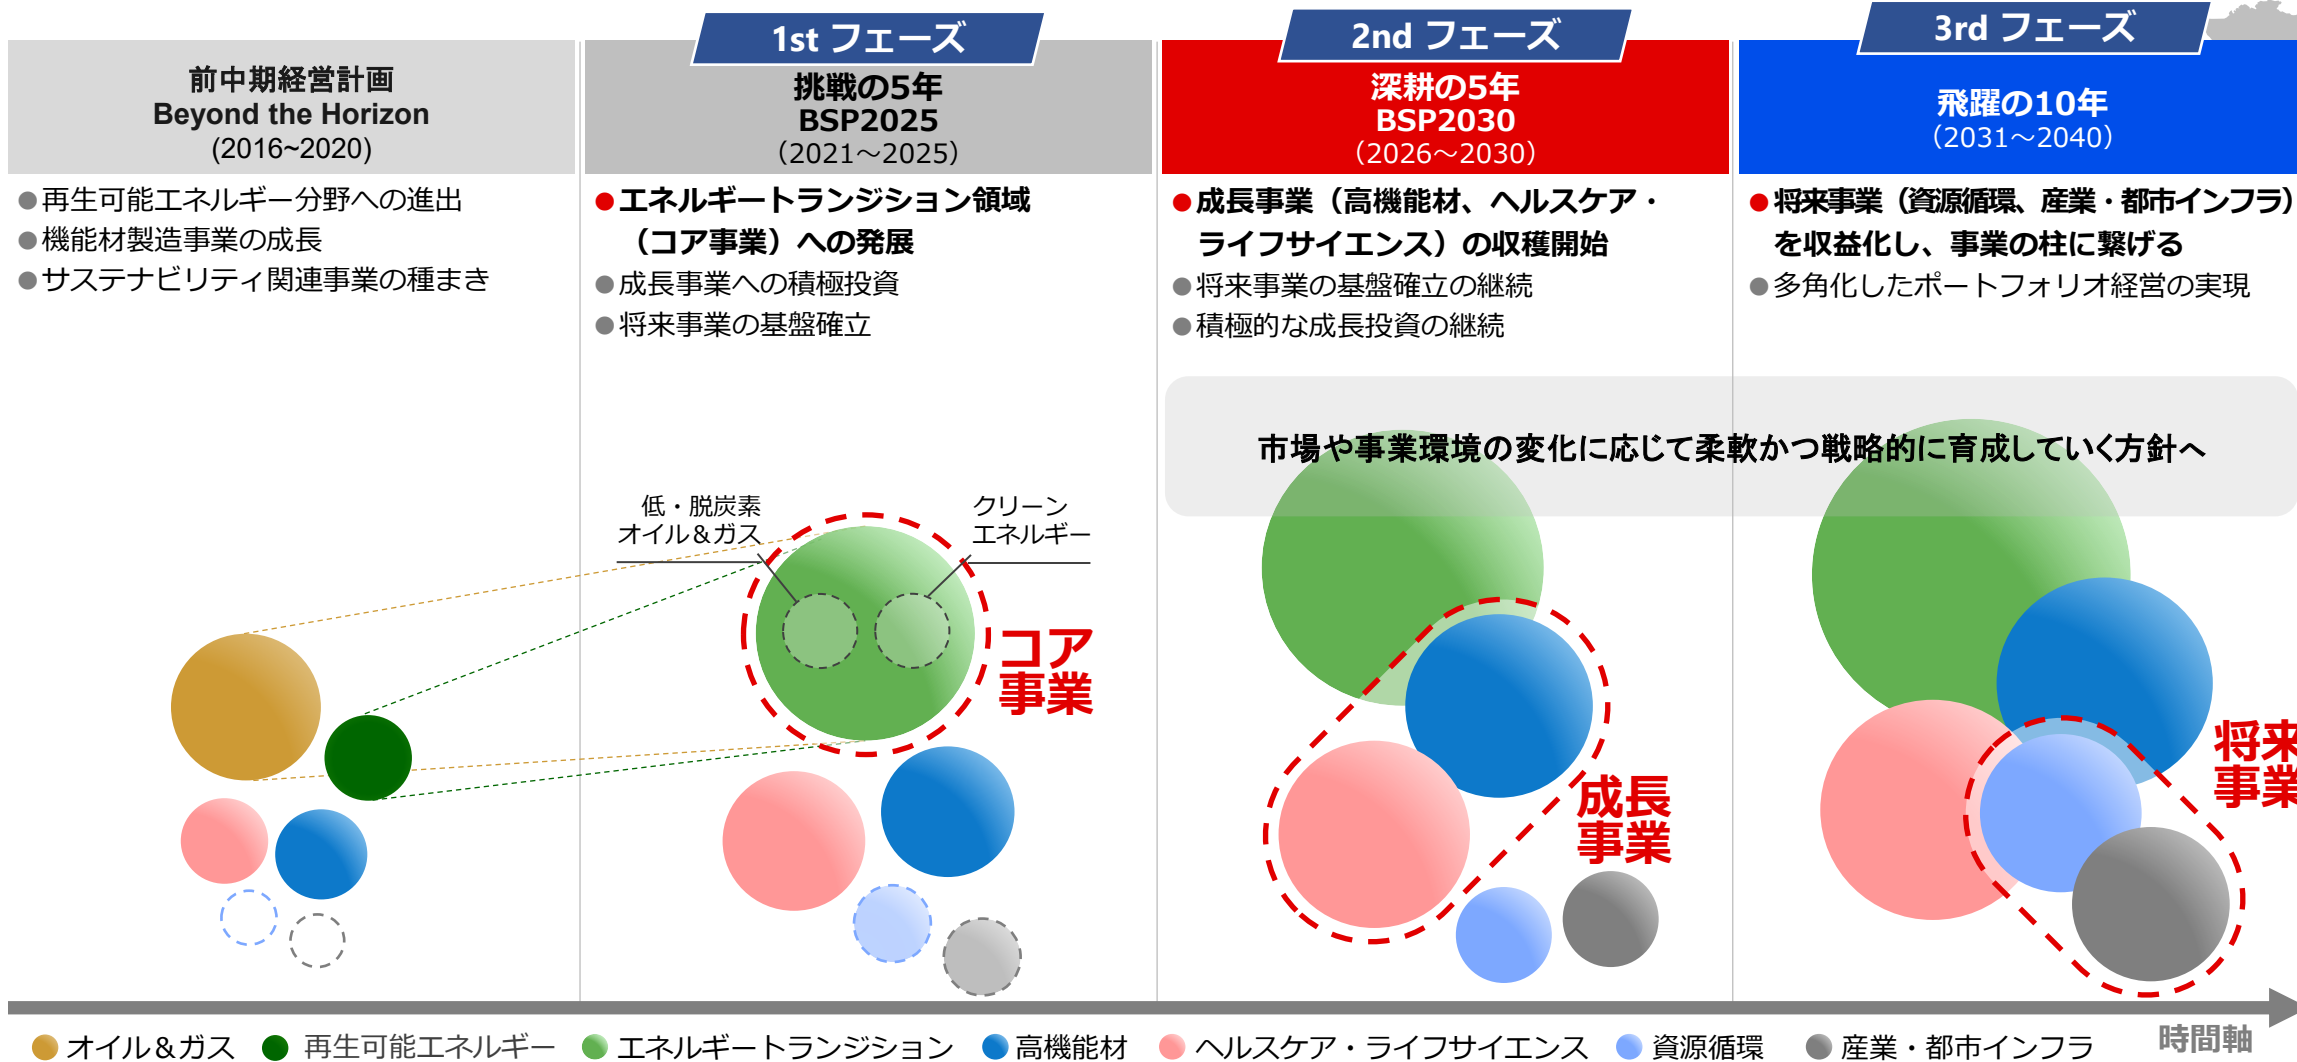 前中期経営計画
Beyond the Horizon
(2016~2020)
●再生可能エネルギー分野への進出
●機能材製造事業の成長
●サステナビリティ関連事業の種まき
1st フェーズ
挑戦の5年
BSP2025
（2021～2025）
●エネルギートランジション領域
（コア事業）への発展
●成長事業への積極投資
●将来事業の基盤確立
2nd フェーズ
深耕の5年
BSP2030
（2026～2030）
●成長事業（高機能材、ヘルスケア・
ライフサイエンス）の収穫開始
●将来事業の基盤確立の継続
●積極的な成長投資の継続
3rd フェーズ
飛躍の10年
（2031～2040）
●将来事業（資源循環、産業・都市インフラ）
を収益化し、事業の柱に繋げる
●多角化したポートフォリオ経営の実現
市場や事業環境の変化に応じて柔軟かつ戦略的に育成していく方針へ
低・脱炭素
オイル＆ガス
クリーン
エネルギー
コア
事業
成長
事業
将来
事業
時間軸
オイル＆ガス
再生可能エネルギー
エネルギートランジション
高機能材
ヘルスケア・ライフサイエンス
資源循環
産業・都市インフラ